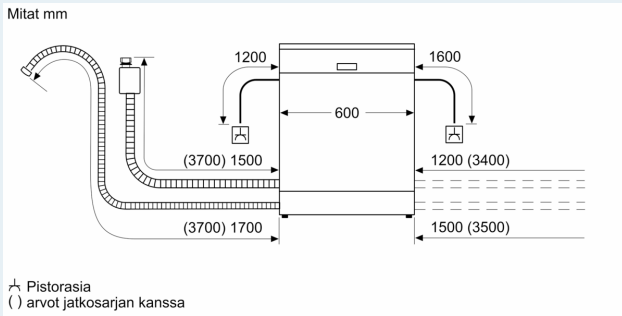 Mitat mm
1200
1600
600
(3700) 1500
1200 (3400)
(3700) 1700
1500 (3500)
Pistorasia
( ) arvot jatkosarjan kanssa